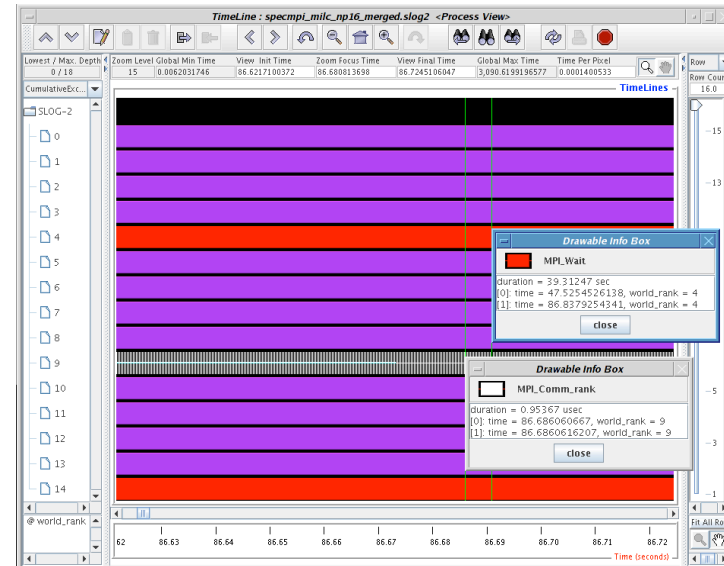 TimeLine : specmpi_milc_np16_merged.slog2 <Process View>
Lowest / Max. Depth
0 / 18
Zoom Level
15
Global Min Time
0.0062031746
View Init Time
86.6217100372
Zoom Focus Time
86.680813698
View Final Time
86.7245106047
Global Max Time
3,090.6199196577
Time Per Pixel
0.0001400533
Row
Row Cour
16.0
CumulativeExc...
TimeLines
SLOG-2
0
1
2
3
4
5
6
7
8
9
10
11
12
13
14
@ world_rank
-15
-13
-5
-3
-1
Drawable Info Box
MPI_Wait
duration = 39.31247 sec
[0]: time = 47.5254526138, world_rank = 4
[1]: time = 86.8379254341, world_rank = 4
close
Drawable Info Box
MPI_Comm_rank
duration = 0.95367 usec
[0]: time = 86.686060667, world_rank = 9
[1]: time = 86.6860616207, world_rank = 9
close
Fit All Ro
62 86.63 86.64 86.65 86.66 86.67 86.68 86.69 86.70 86.71 86.72
Time (seconds)